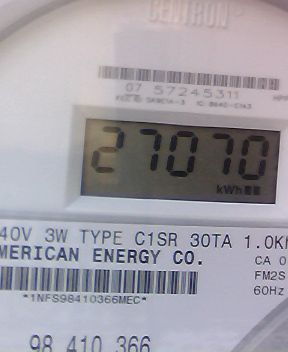 CENTRON
07 57245311
27070
kWh
40V 3W TYPE C1SR 30TA 1.0K
MERICAN ENERGY CO.
CA 0
FM2S
60Hz
*1NFS98410366MEC*
98 410 366